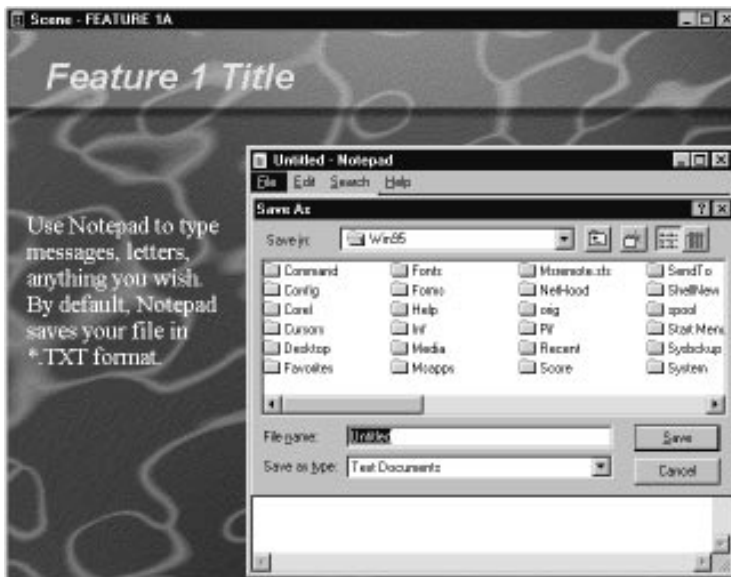 Scene - FEATURE 1A
Feature 1 Title
Use Notepad to type
messages, letters,
anything you wish.
By default, Notepad
saves your file in
*.TXT format.
Untitled - Notepad
File Edit Search Help
Save As
Save in: Win95
Command Fonts Msremote.sfs SendTo
Config Forms NetHood ShellNew
Corel Help orig spool
Cursors Inf Pif Start Menu
Desktop Media Recent Sysbckup
Favorites Msapps Score System
File name: Untitled Save
Save as type: Text Documents Cancel